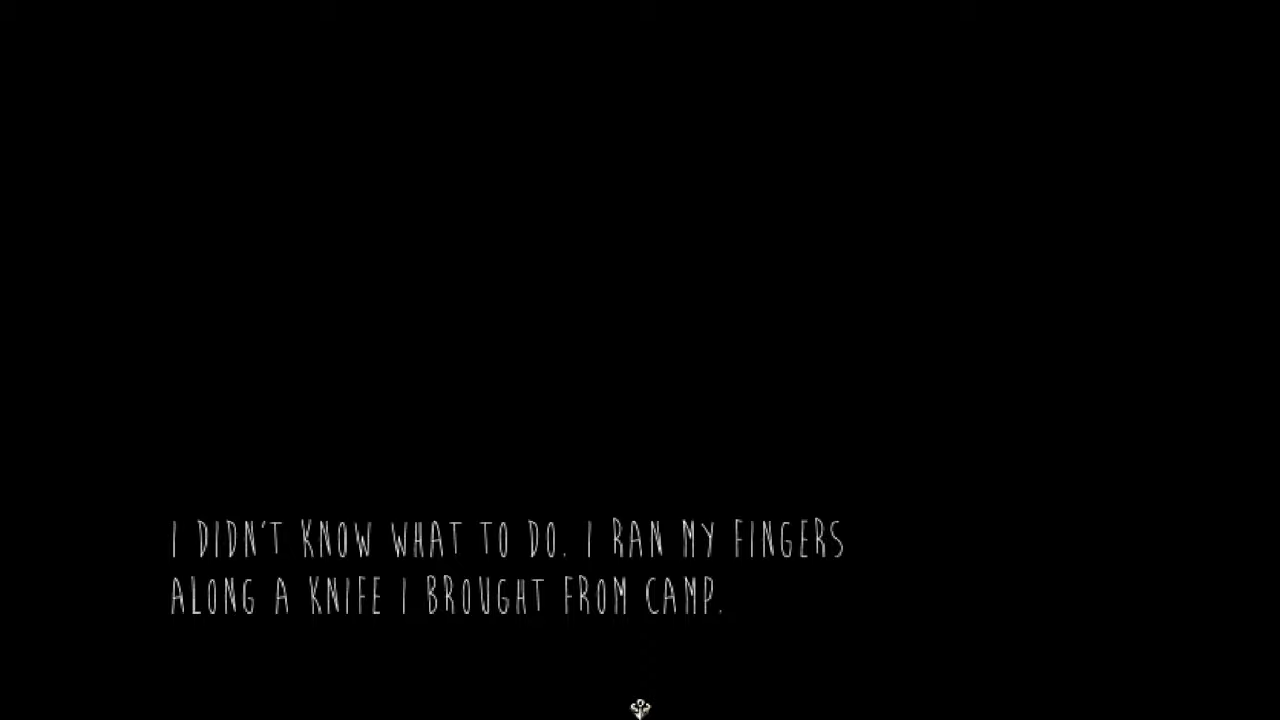 I DIDN'T KNOW WHAT TO DO. I RAN MY FINGERS
ALONG A KNIFE I BROUGHT FROM CAMP.